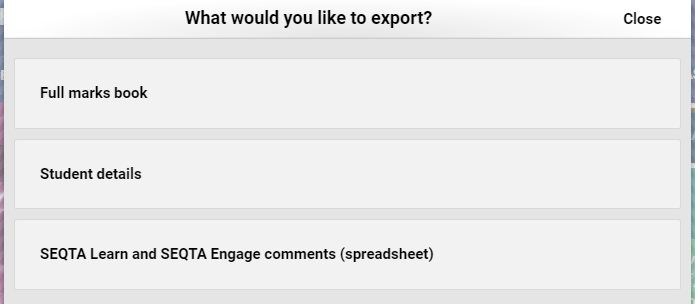 What would you like to export?
Close
Full marks book
Student details
SEQTA Learn and SEQTA Engage comments (spreadsheet)